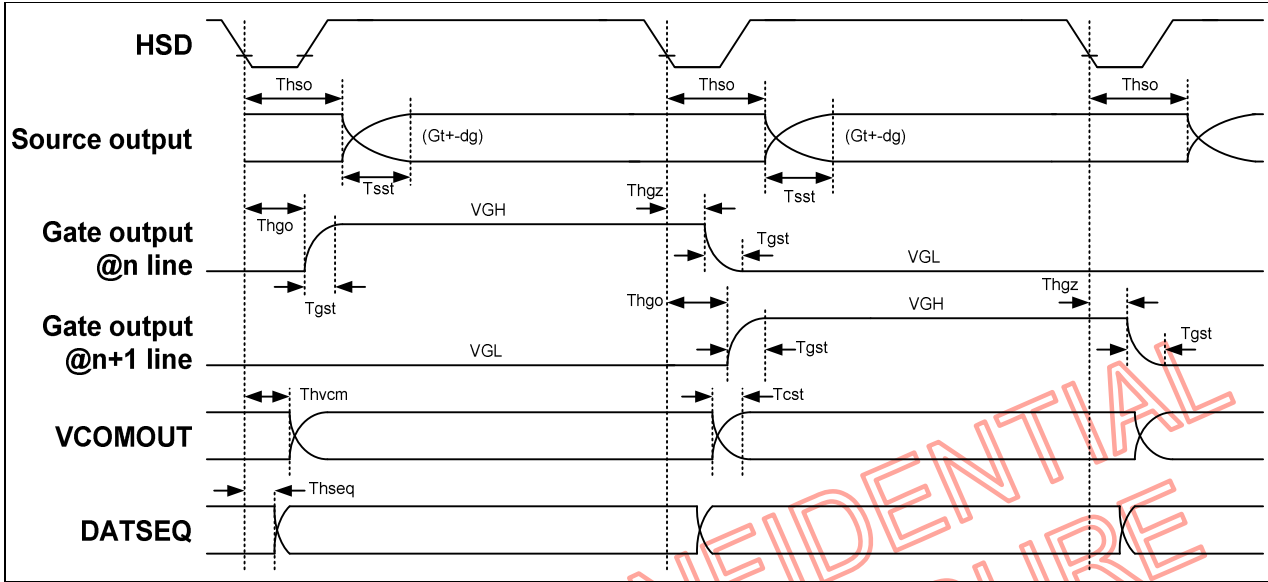 HSD
Thso
Thso
Thso
Source output
(Gt+-dg)
(Gt+-dg)
Tsst
Tsst
Thgo
VGH
Thgz
Tgst
VGL
Gate output
@n line
Tgst
Thgo
VGH
Thgz
Tgst
Tgst
VGL
Gate output
@n+1 line
Thvcm
Tcst
VCOMOUT
Thseq
DATSEQ